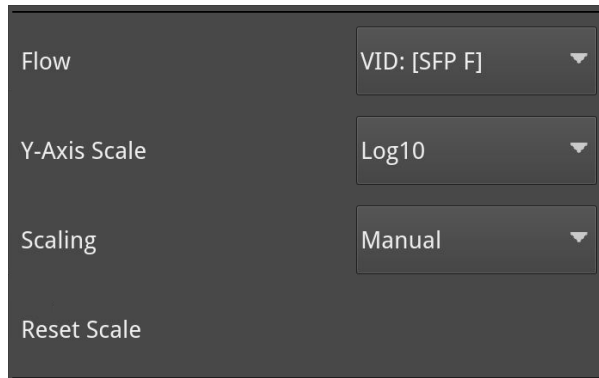 Flow VID: [SFP F]
Y-Axis Scale Log10
Scaling Manual
Reset Scale